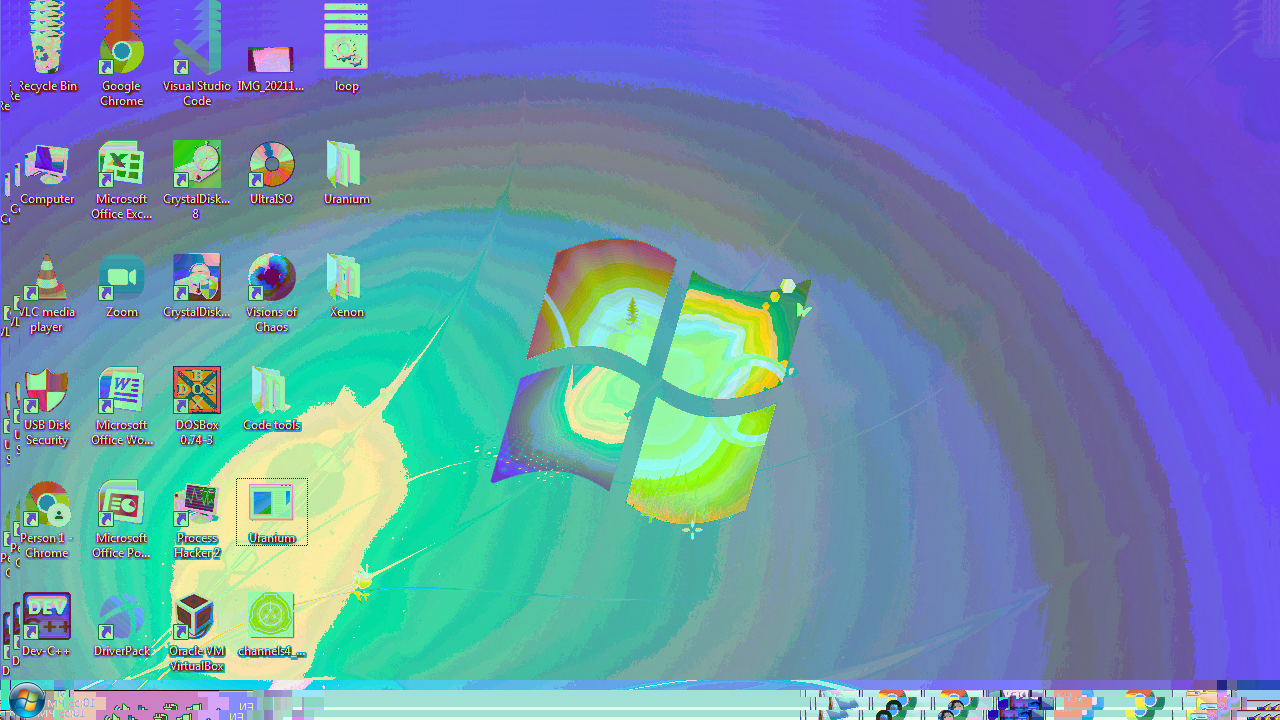 Recycle Bin
Google
Chrome
Visual Studio
Code
IMG_20211...
loop
Computer
Microsoft
Office Exc...
CrystalDisk...
8
UltraISO
Uranium
VLC media
player
Zoom
CrystalDisk...
Visions of
Chaos
Xenon
USB Disk
Security
Microsoft
Office Wo...
DOSBox
0.74-3
Code tools
Person 1 -
Chrome
Microsoft
Office Po...
Process
Hacker 2
Uranium
DEV
C++
Dev-C++
DriverPack
Oracle VM
VirtualBox
channels4_...